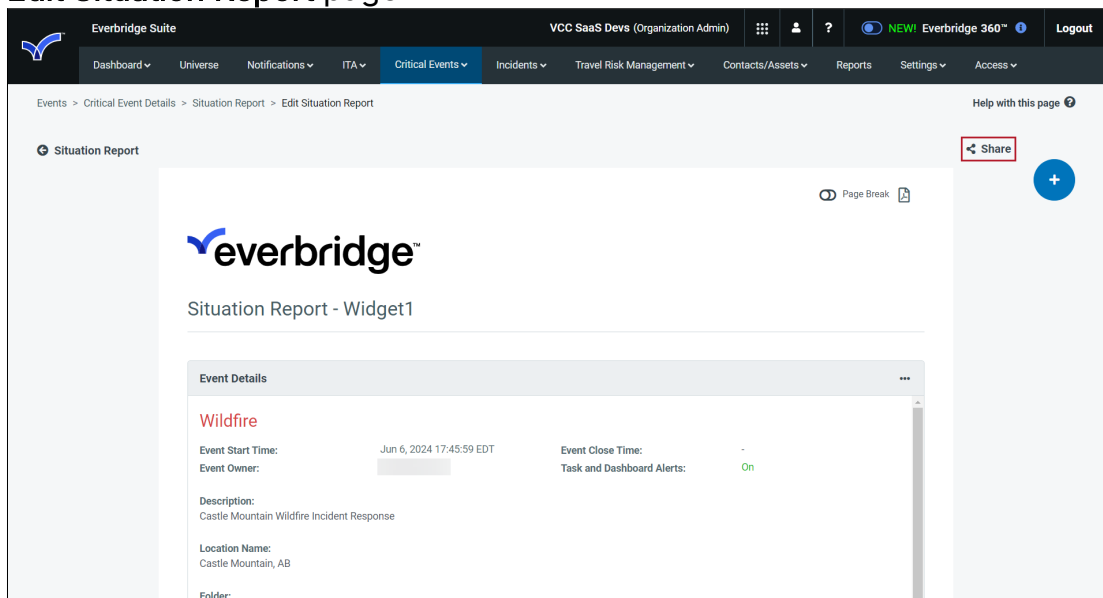 Edit Situation Report page
Everbridge Suite
VCC SaaS Devs (Organization Admin)
?
NEW! Everbridge 360™
Logout
Dashboard
Universe
Notifications
ITA
Critical Events
Incidents
Travel Risk Management
Contacts/Assets
Reports
Settings
Access
Events > Critical Event Details > Situation Report > Edit Situation Report
Help with this page ?
Situation Report
Share
+
Page Break
everbridge™
Situation Report - Widget1
Event Details
Wildfire
Event Start Time: Jun 6, 2024 17:45:59 EDT Event Close Time: -
Event Owner: Task and Dashboard Alerts: On
Description:
Castle Mountain Wildfire Incident Response
Location Name:
Castle Mountain, AB
Folder: